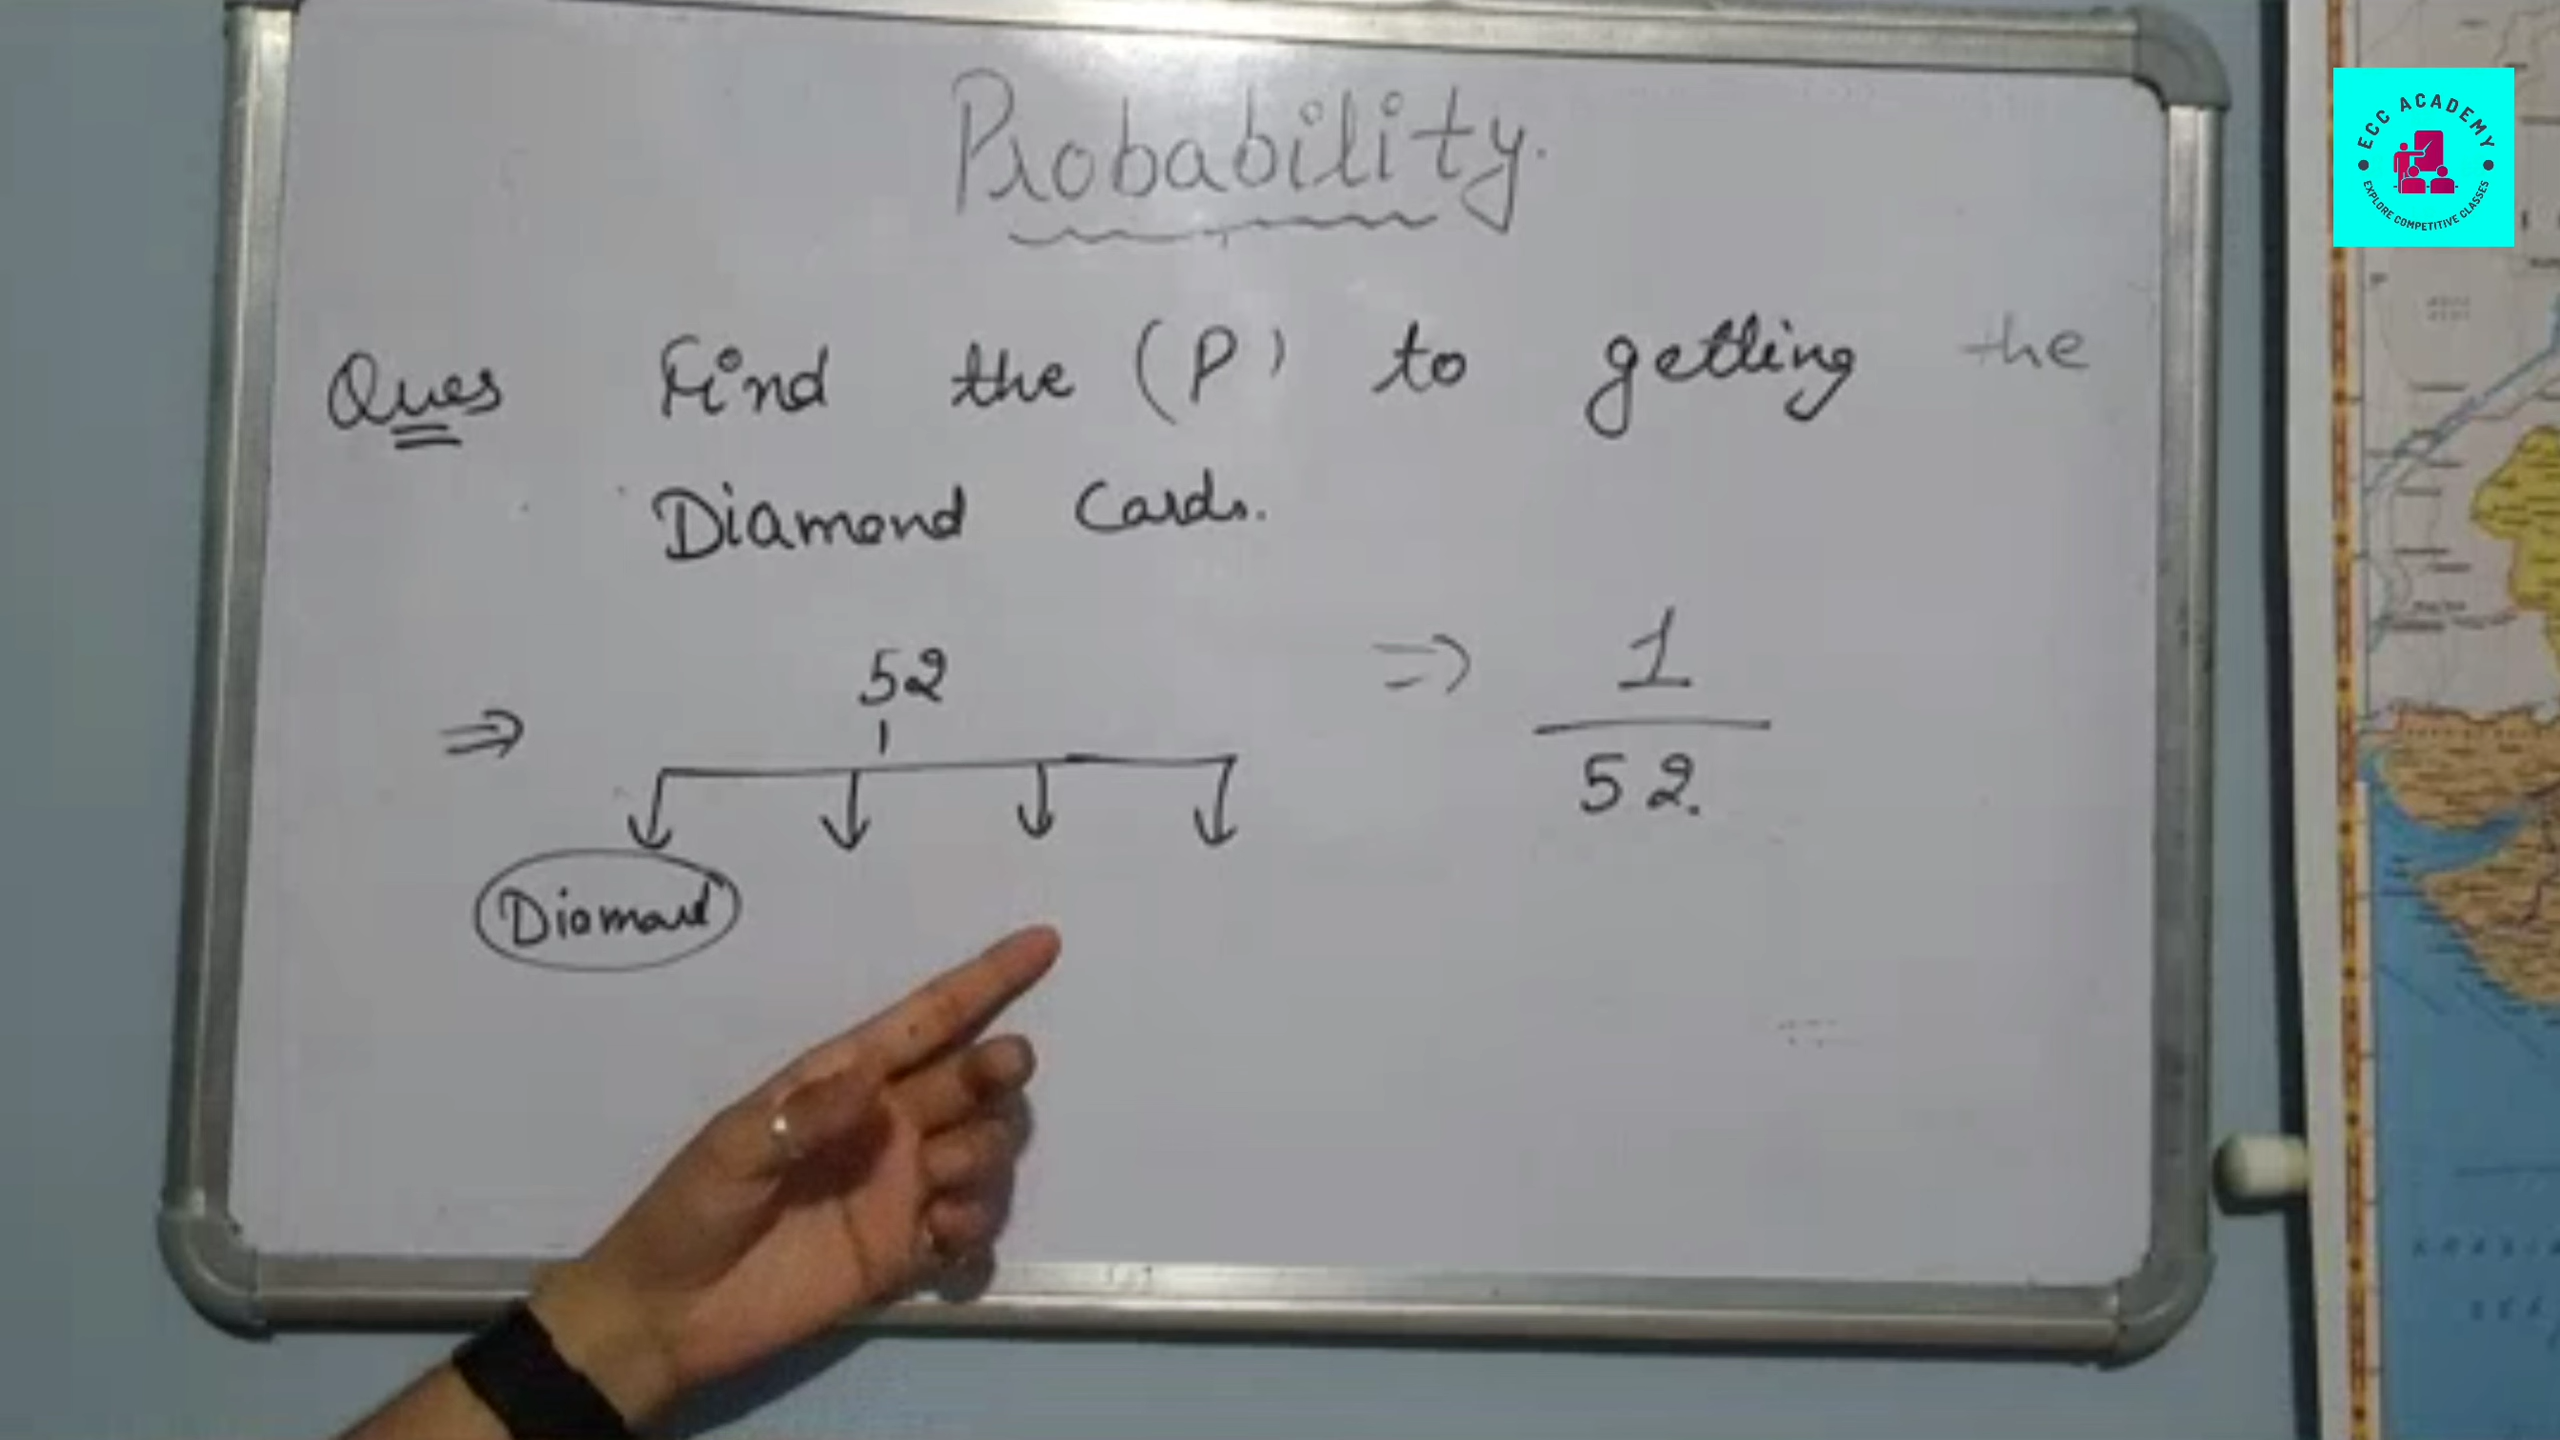 Probability.
Ques Find the (P) to getting the
Diamond Cards.
⇒ 52 ⇒ 1
52.
Diamond
ECC ACADEMY
EXPLORE COMPETITIVE CLASSES